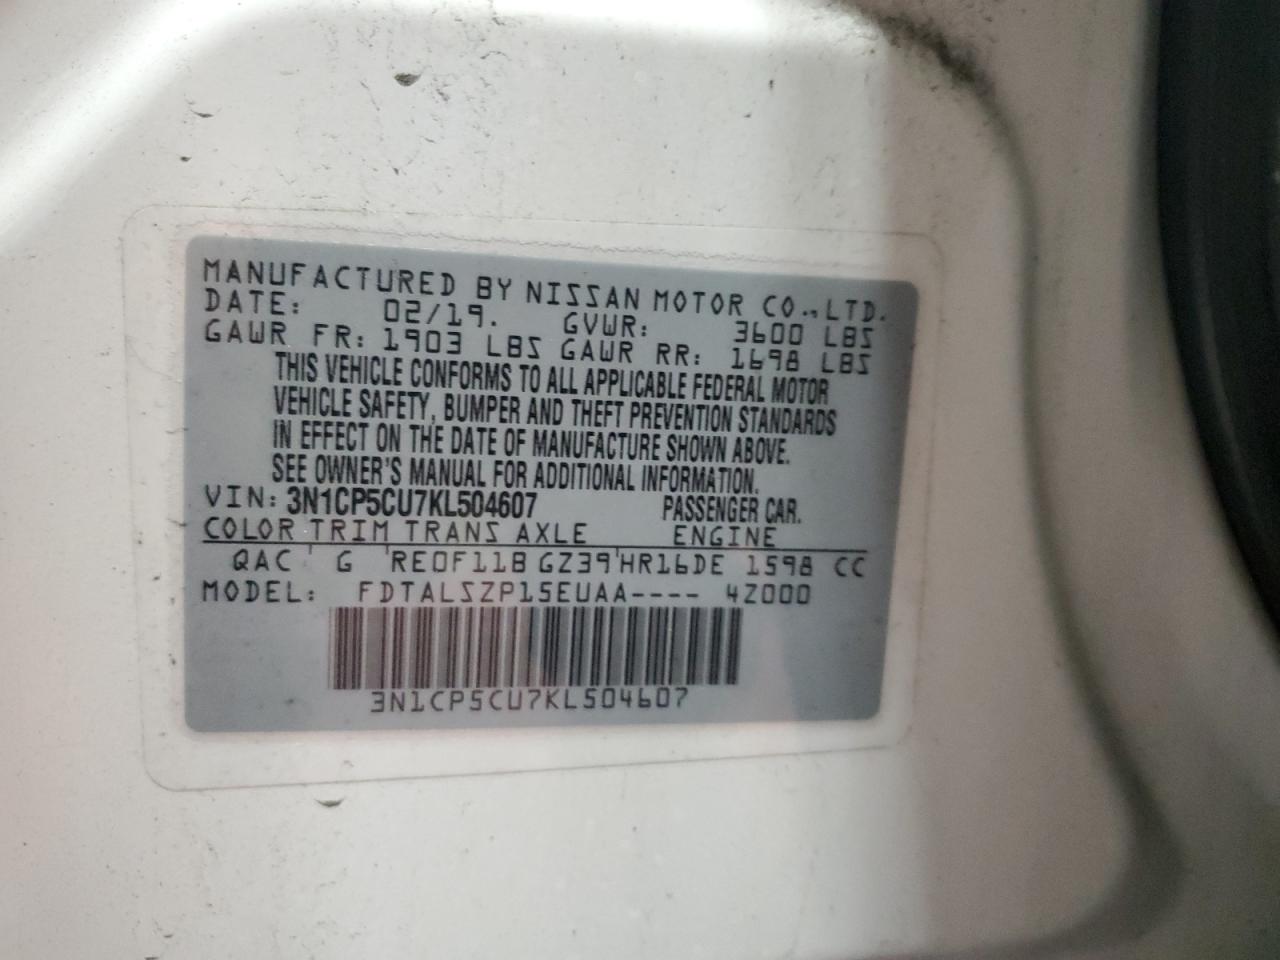 MANUFACTURED BY NISSAN MOTOR CO., LTD.
DATE: 02/19. GVWR: 3600 LBS
GAWR FR: 1903 LBS GAWR RR: 1698 LBS
THIS VEHICLE CONFORMS TO ALL APPLICABLE FEDERAL MOTOR
VEHICLE SAFETY, BUMPER AND THEFT PREVENTION STANDARDS
IN EFFECT ON THE DATE OF MANUFACTURE SHOWN ABOVE.
SEE OWNER'S MANUAL FOR ADDITIONAL INFORMATION.
VIN: 3N1CP5CU7KL504607 PASSENGER CAR.
COLOR TRIM TRANS AXLE ENGINE
QAC ' G ' RE0F11B GZ39'HR16DE 1598 CC
MODEL: FDTALSZP15EUAA---- 4Z000
3N1CP5CU7KL504607